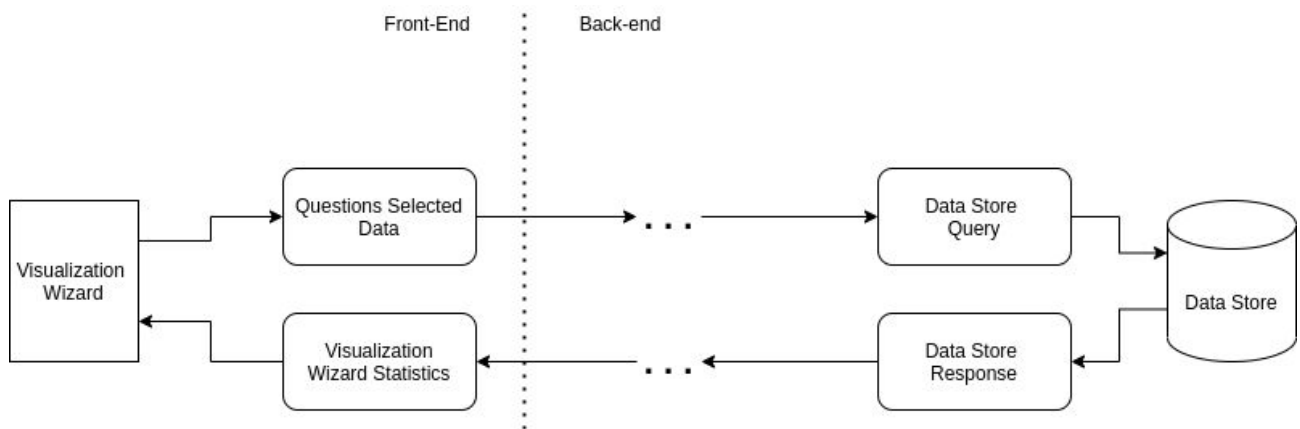 Front-End
Back-end
Questions Selected
Data
. . .
Data Store
Query
Visualization
Wizard
Data Store
Visualization
Wizard Statistics
. . .
Data Store
Response